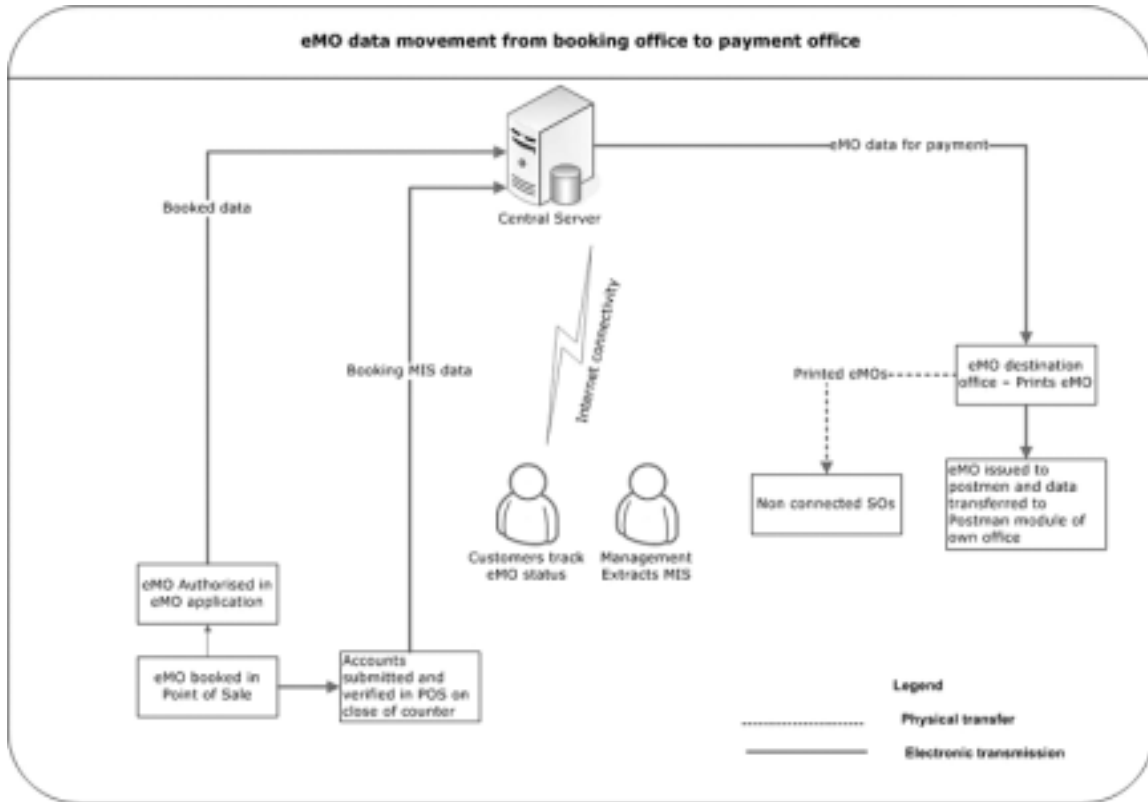 eMO data movement from booking office to payment office
eMO data for payment
Booked data
Central Server
Internet connectivity
Booking MIS data
Printed eMOs
eMO destination
office – Prints eMO
Non connected SOs
eMO issued to
postmen and data
transferred to
Postman module of
own office
Customers track
eMO status
Management
Extracts MIS
eMO Authorised in
eMO application
eMO booked in
Point of Sale
Accounts
submitted and
verified in POS on
close of counter
Legend
Physical transfer
Electronic transmission